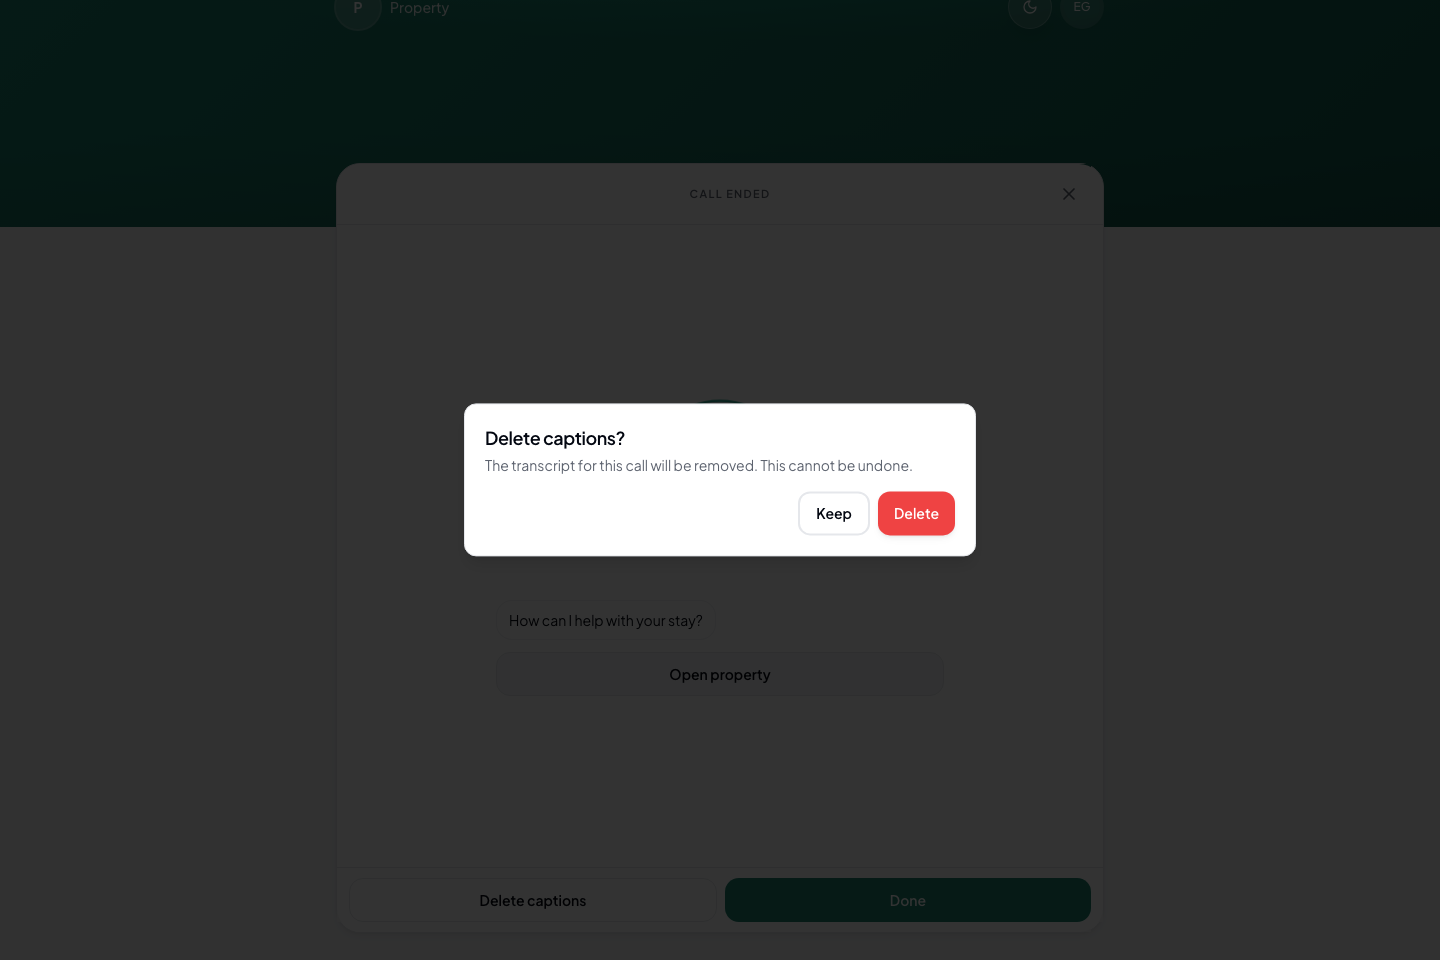 P
Property
EG
CALL ENDED
Delete captions?
The transcript for this call will be removed. This cannot be undone.
Keep
Delete
How can I help with your stay?
Open property
Delete captions
Done